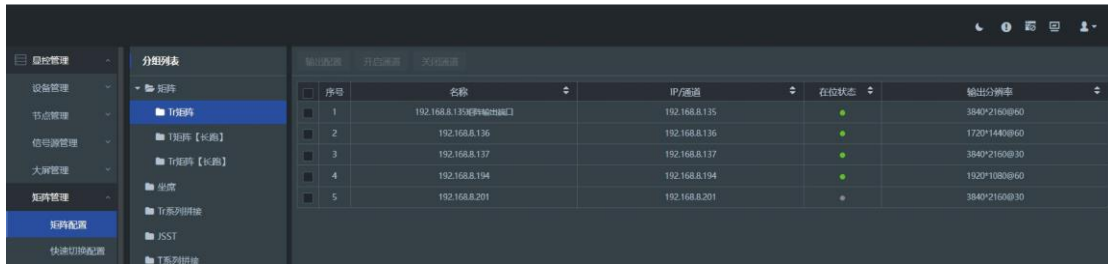 显控管理
设备管理
节点管理
信号源管理
大屏管理
矩阵管理
矩阵配置
快速切换配置
分组列表
矩阵
Tr矩阵
T矩阵【长跑】
Tr矩阵【长跑】
坐席
Tr系列拼接
JSST
T系列拼接
输出配置 开启通道 关闭通道
序号 名称 IP/通道 在位状态 输出分辨率
1 192.168.8.135矩阵输出端口 192.168.8.135 3840*2160@60
2 192.168.8.136 192.168.8.136 1720*1440@60
3 192.168.8.137 192.168.8.137 3840*2160@30
4 192.168.8.194 192.168.8.194 1920*1080@60
5 192.168.8.201 192.168.8.201 3840*2160@30